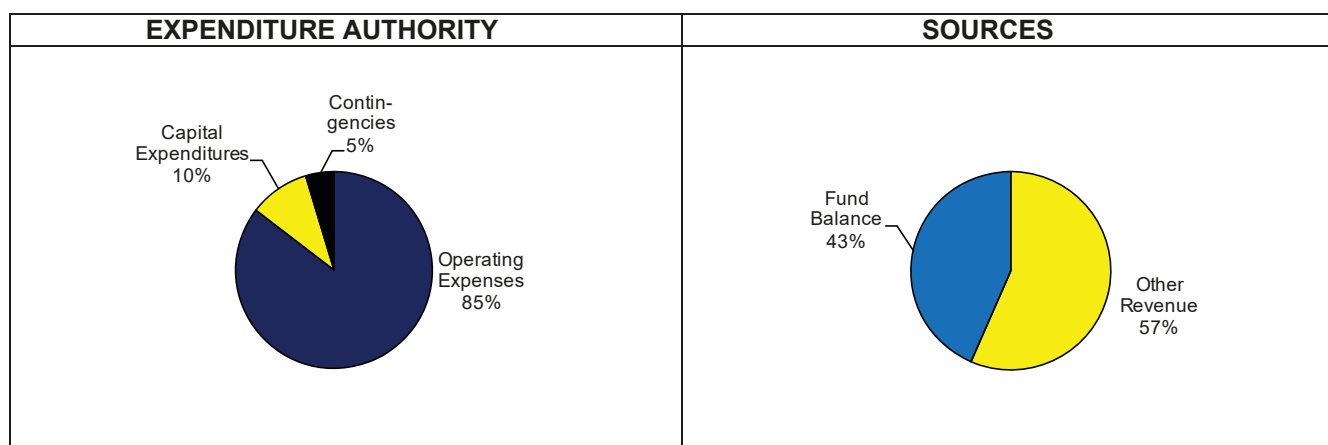 EXPENDITURE AUTHORITY
Contin-
gencies
5%
Capital
Expenditures
10%
Operating
Expenses
85%
SOURCES
Fund
Balance
43%
Other
Revenue
57%